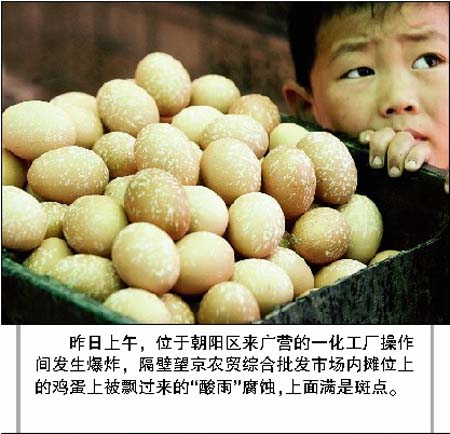 昨日上午，位于朝阳区来广营的一化工厂操作
间发生爆炸，隔壁望京农贸综合批发市场内摊位上
的鸡蛋上被飘过来的“酸雨”腐蚀，上面满是斑点。